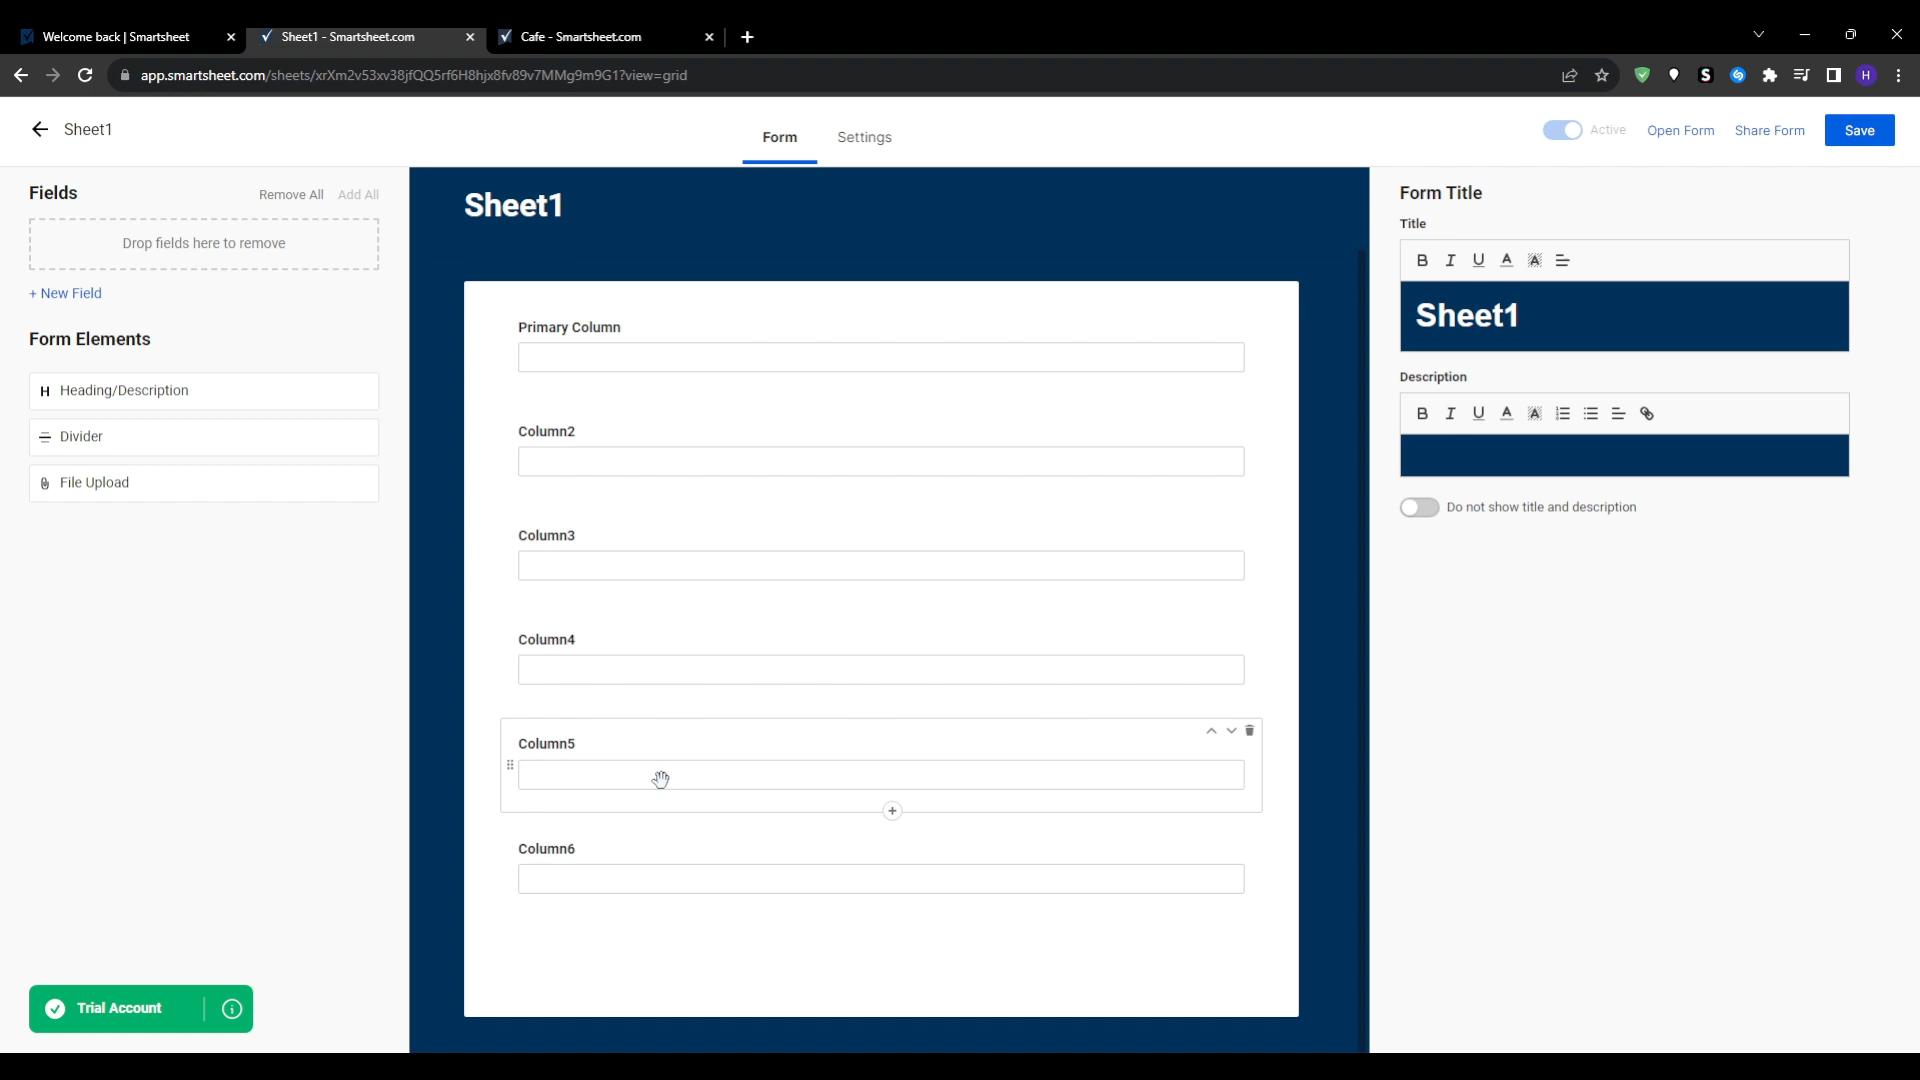 Welcome back | Smartsheet
Sheet1 - Smartsheet.com
Cafe - Smartsheet.com
app.smartsheet.com/sheets/xrXm2v53xv38jfQQ5rf6H8hjx8fv89v7MMg9m9G1?view=grid
S
H
Sheet1
Form
Settings
Active
Open Form
Share Form
Save
Fields
Remove All
Add All
Drop fields here to remove
+ New Field
Form Elements
H Heading/Description
Divider
File Upload
Trial Account
Sheet1
Primary Column
Column2
Column3
Column4
Column5
Column6
Form Title
Title
B I U A A
Sheet1
Description
B I U A A
Do not show title and description